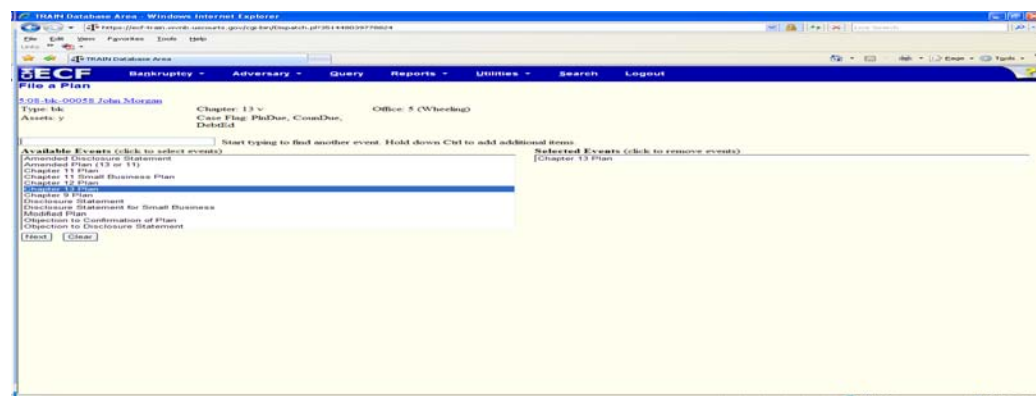 TRAIN Database Area - Windows Internet Explorer
File Edit View Favorites Tools Help
Links
TRAIN Database Area
Page Tools
ECF Bankruptcy Adversary Query Reports Utilities Search Logout
File a Plan
5:08-bk-00058 John Morgan
Type: bk Chapter: 13 v Office: 5 (Wheeling)
Assets: y Case Flag: PlnDue, CounDue,
DebtEd
Start typing to find another event. Hold down Ctrl to add additional items
Available Events (click to select events) Selected Events (click to remove events)
Amended Disclosure Statement Chapter 13 Plan
Amended Plan (13 or 11)
Chapter 11 Plan
Chapter 11 Small Business Plan
Chapter 12 Plan
Chapter 13 Plan
Chapter 9 Plan
Disclosure Statement
Disclosure Statement for Small Business
Modified Plan
Objection to Confirmation of Plan
Objection to Disclosure Statement
Next Clear